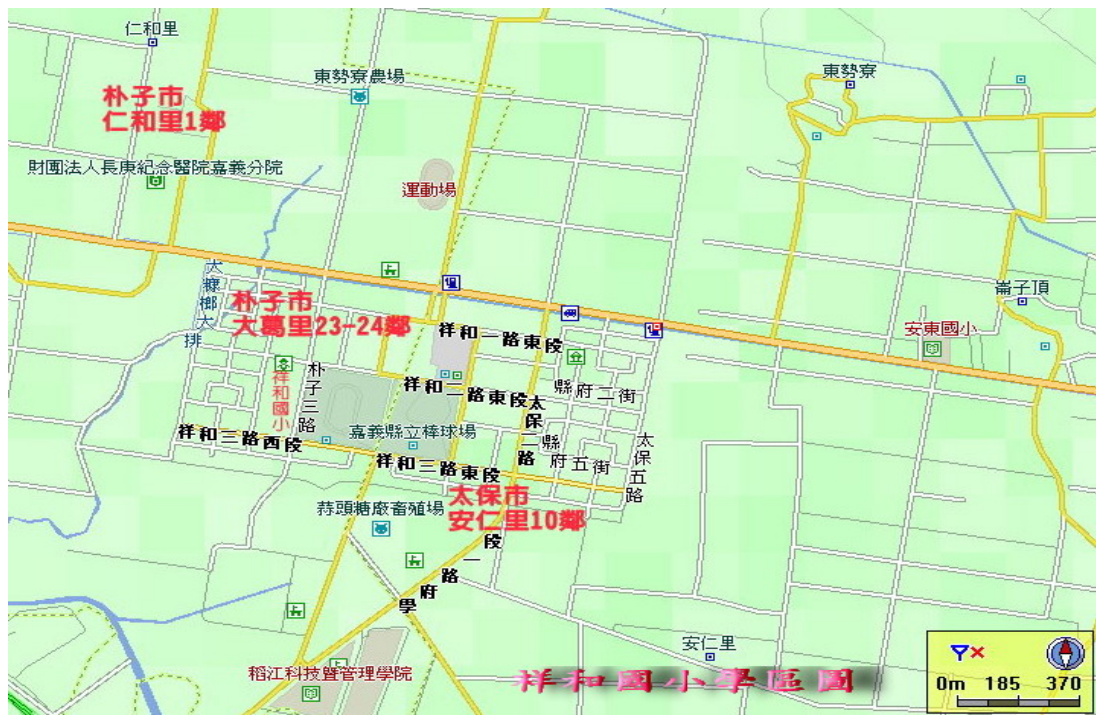 仁和里
東勢寮農場
東勢寮
朴子市
仁和里1鄰
財團法人長庚紀念醫院嘉義分院
運動場
大糠榔大排
朴子市
大葛里23-24鄰
崙子頂
安東國小
祥和一路東段
祥和國小
朴子三路
祥和二路東段
縣府二街
太保二路
祥和三路西段
嘉義縣立棒球場
縣府五街
太保五路
祥和三路東段
太保市
安仁里10鄰
蒜頭糖廠畜殖場
學府路一段
安仁里
稻江科技暨管理學院
祥和國小學區圖
0m 185 370